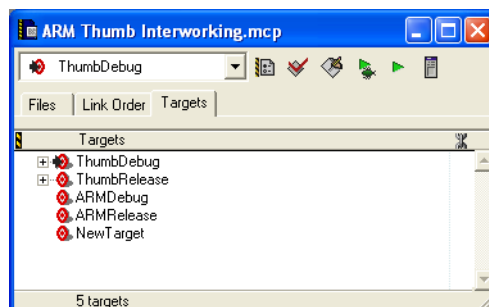 ARM Thumb Interworking.mcp
ThumbDebug
Files Link Order Targets
Targets
ThumbDebug
ThumbRelease
ARMDebug
ARMRelease
NewTarget
5 targets